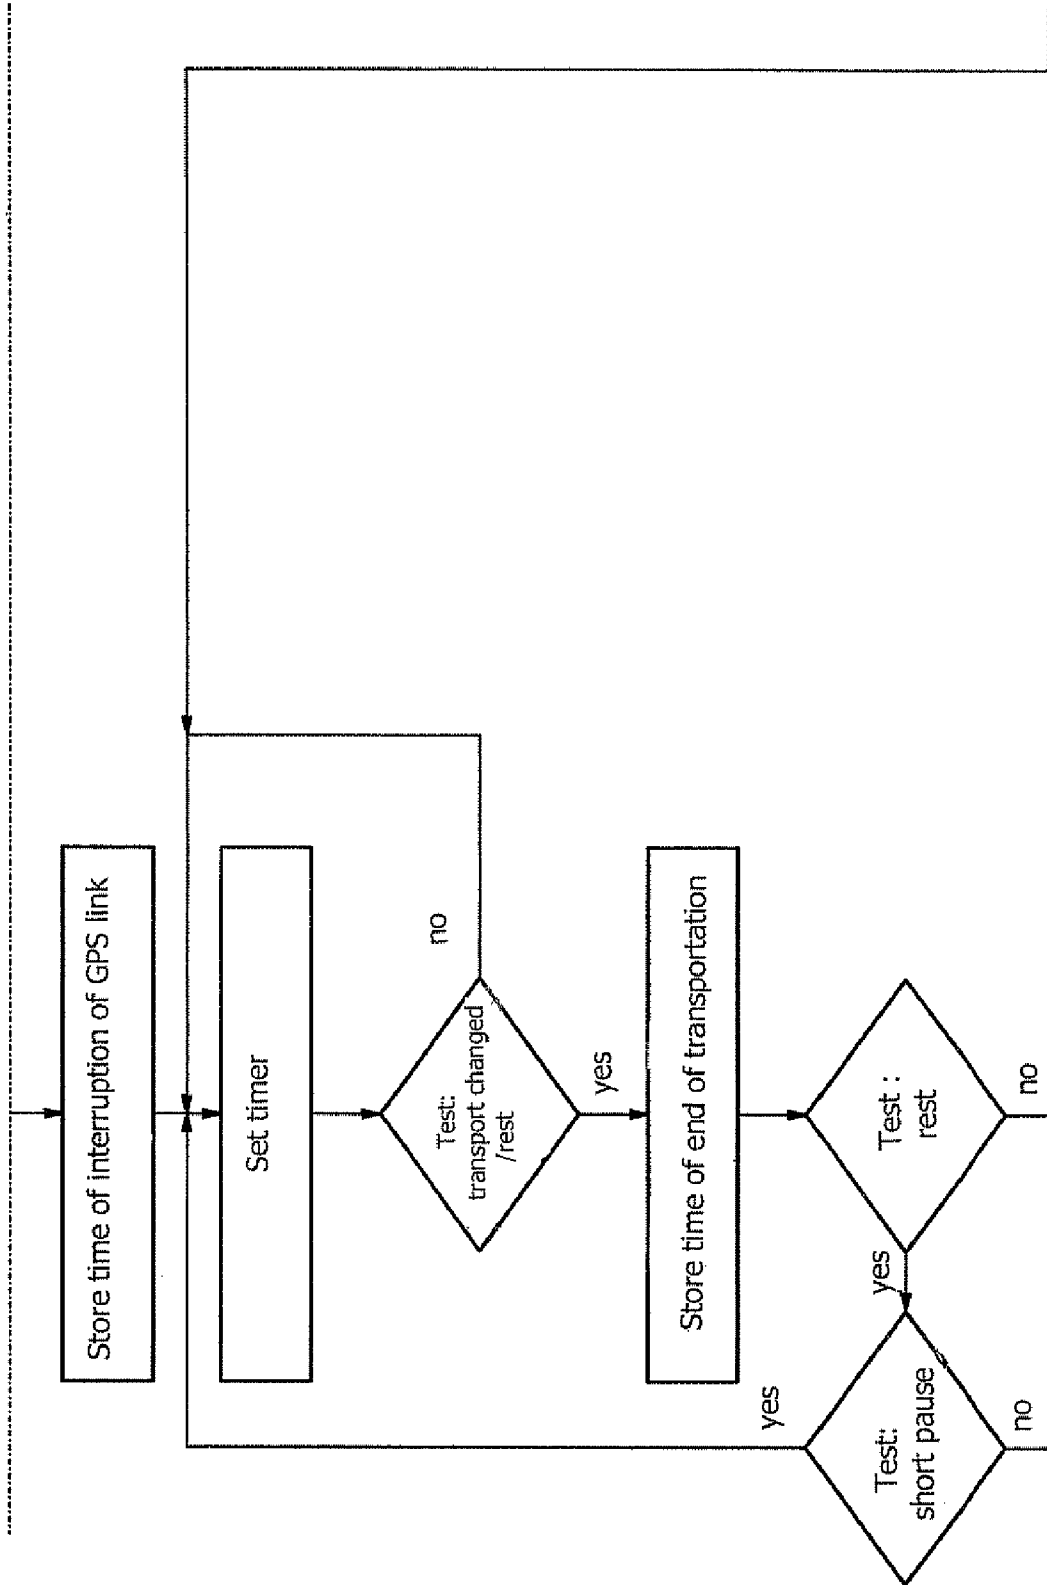 Store time of interruption of GPS link
Set timer
Test:
transport changed
/rest
no
yes
Store time of end of transportation
Test :
rest
no
yes
Test:
short pause
yes
no